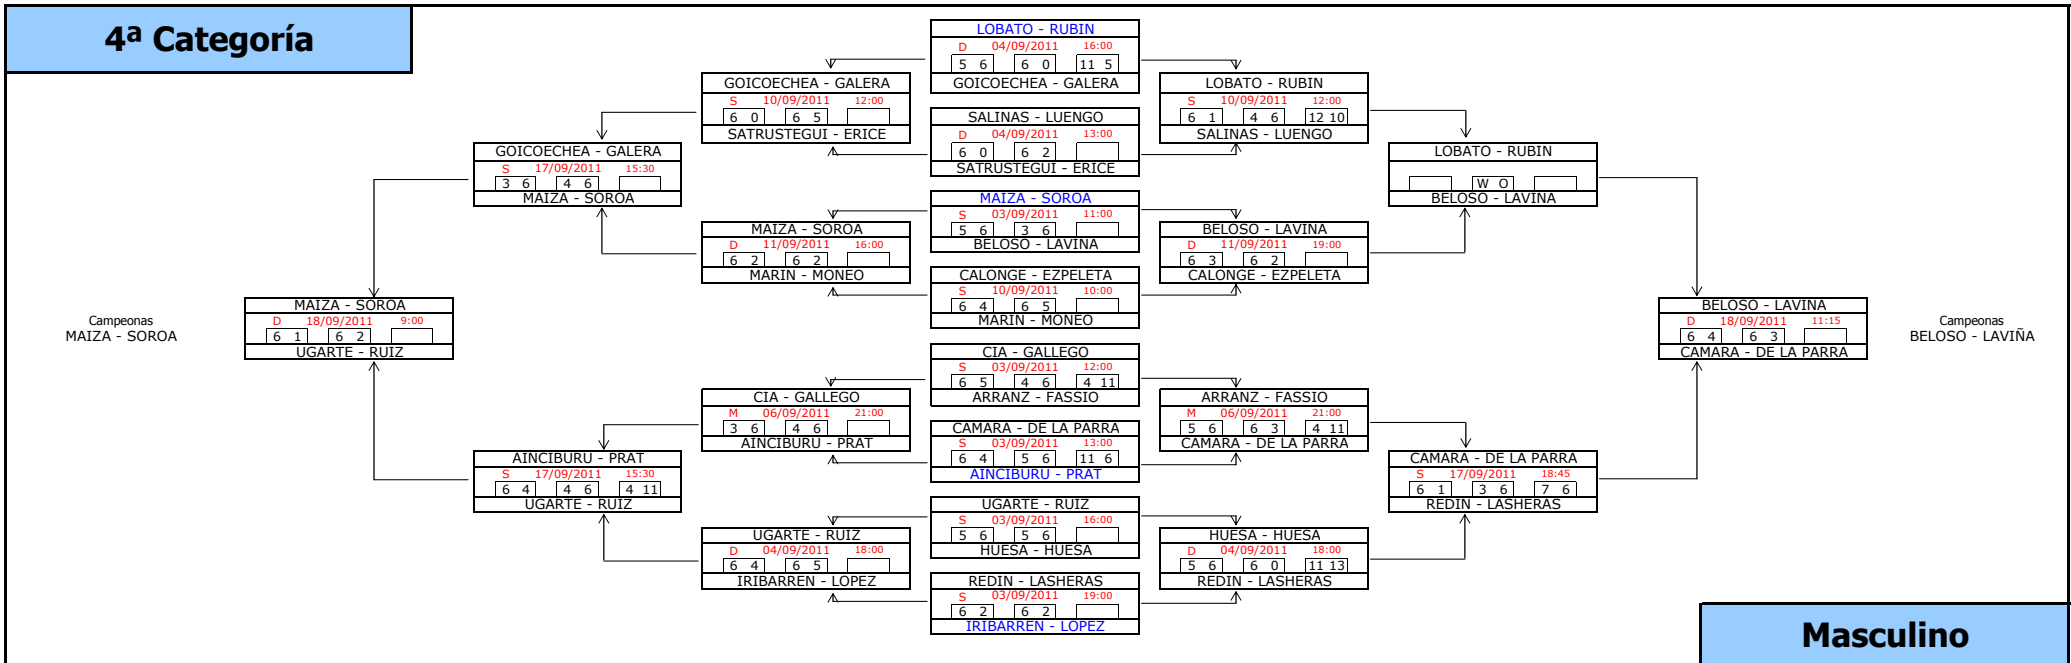 4ª Categoría
LOBATO - RUBIN
D 04/09/2011 16:00
5 6 6 0 11 5
GOICOECHEA - GALERA
GOICOECHEA - GALERA
S 10/09/2011 12:00
6 0 6 5
SATRUSTEGUI - ERICE
LOBATO - RUBIN
S 10/09/2011 12:00
6 1 4 6 12 10
SALINAS - LUENGO
SALINAS - LUENGO
D 04/09/2011 13:00
6 0 6 2
SATRUSTEGUI - ERICE
GOICOECHEA - GALERA
S 17/09/2011 15:30
3 6 4 6
MAIZA - SOROA
LOBATO - RUBIN
W O
BELOSO - LAVIÑA
MAIZA - SOROA
S 03/09/2011 11:00
5 6 3 6
BELOSO - LAVIÑA
MAIZA - SOROA
D 11/09/2011 16:00
6 2 6 2
MARIN - MONEO
BELOSO - LAVIÑA
D 11/09/2011 19:00
6 3 6 2
CALONGE - EZPELETA
CALONGE - EZPELETA
S 10/09/2011 10:00
6 4 6 5
MARIN - MONEO
Campeonas
MAIZA - SOROA
MAIZA - SOROA
D 18/09/2011 9:00
6 1 6 2
UGARTE - RUIZ
BELOSO - LAVIÑA
D 18/09/2011 11:15
6 4 6 3
CAMARA - DE LA PARRA
Campeonas
BELOSO - LAVIÑA
CIA - GALLEGO
S 03/09/2011 12:00
6 5 4 6 4 11
ARRANZ - FASSIO
CIA - GALLEGO
M 06/09/2011 21:00
3 6 4 6
AINCIBURU - PRAT
ARRANZ - FASSIO
M 06/09/2011 21:00
5 6 6 3 4 11
CAMARA - DE LA PARRA
CAMARA - DE LA PARRA
S 03/09/2011 13:00
6 4 5 6 11 6
AINCIBURU - PRAT
AINCIBURU - PRAT
S 17/09/2011 15:30
6 4 4 6 4 11
UGARTE - RUIZ
CAMARA - DE LA PARRA
S 17/09/2011 18:45
6 1 3 6 7 6
REDIN - LASHERAS
UGARTE - RUIZ
S 03/09/2011 16:00
5 6 5 6
HUESA - HUESA
UGARTE - RUIZ
D 04/09/2011 18:00
6 4 6 5
IRIBARREN - LOPEZ
HUESA - HUESA
D 04/09/2011 18:00
5 6 6 0 11 13
REDIN - LASHERAS
REDIN - LASHERAS
S 03/09/2011 19:00
6 2 6 2
IRIBARREN - LOPEZ
Masculino